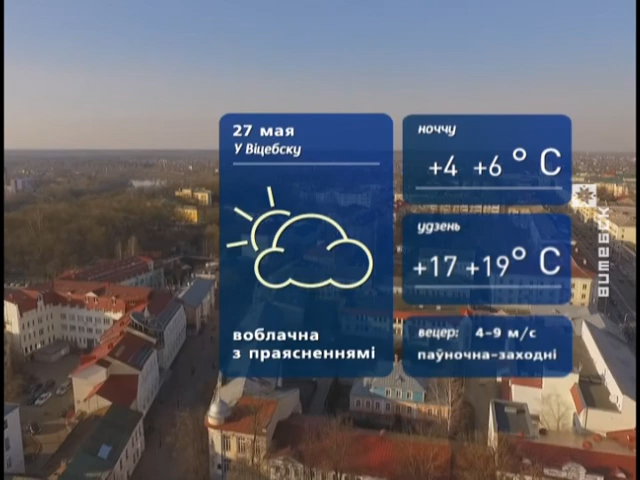 27 мая
У Віцебску
воблачна
з праясненнямі
ноччу
+4 +6 ° C
удзень
+17 +19° C
вецер: 4-9 м/с
паўночна-заходні
ВИТЕБСК